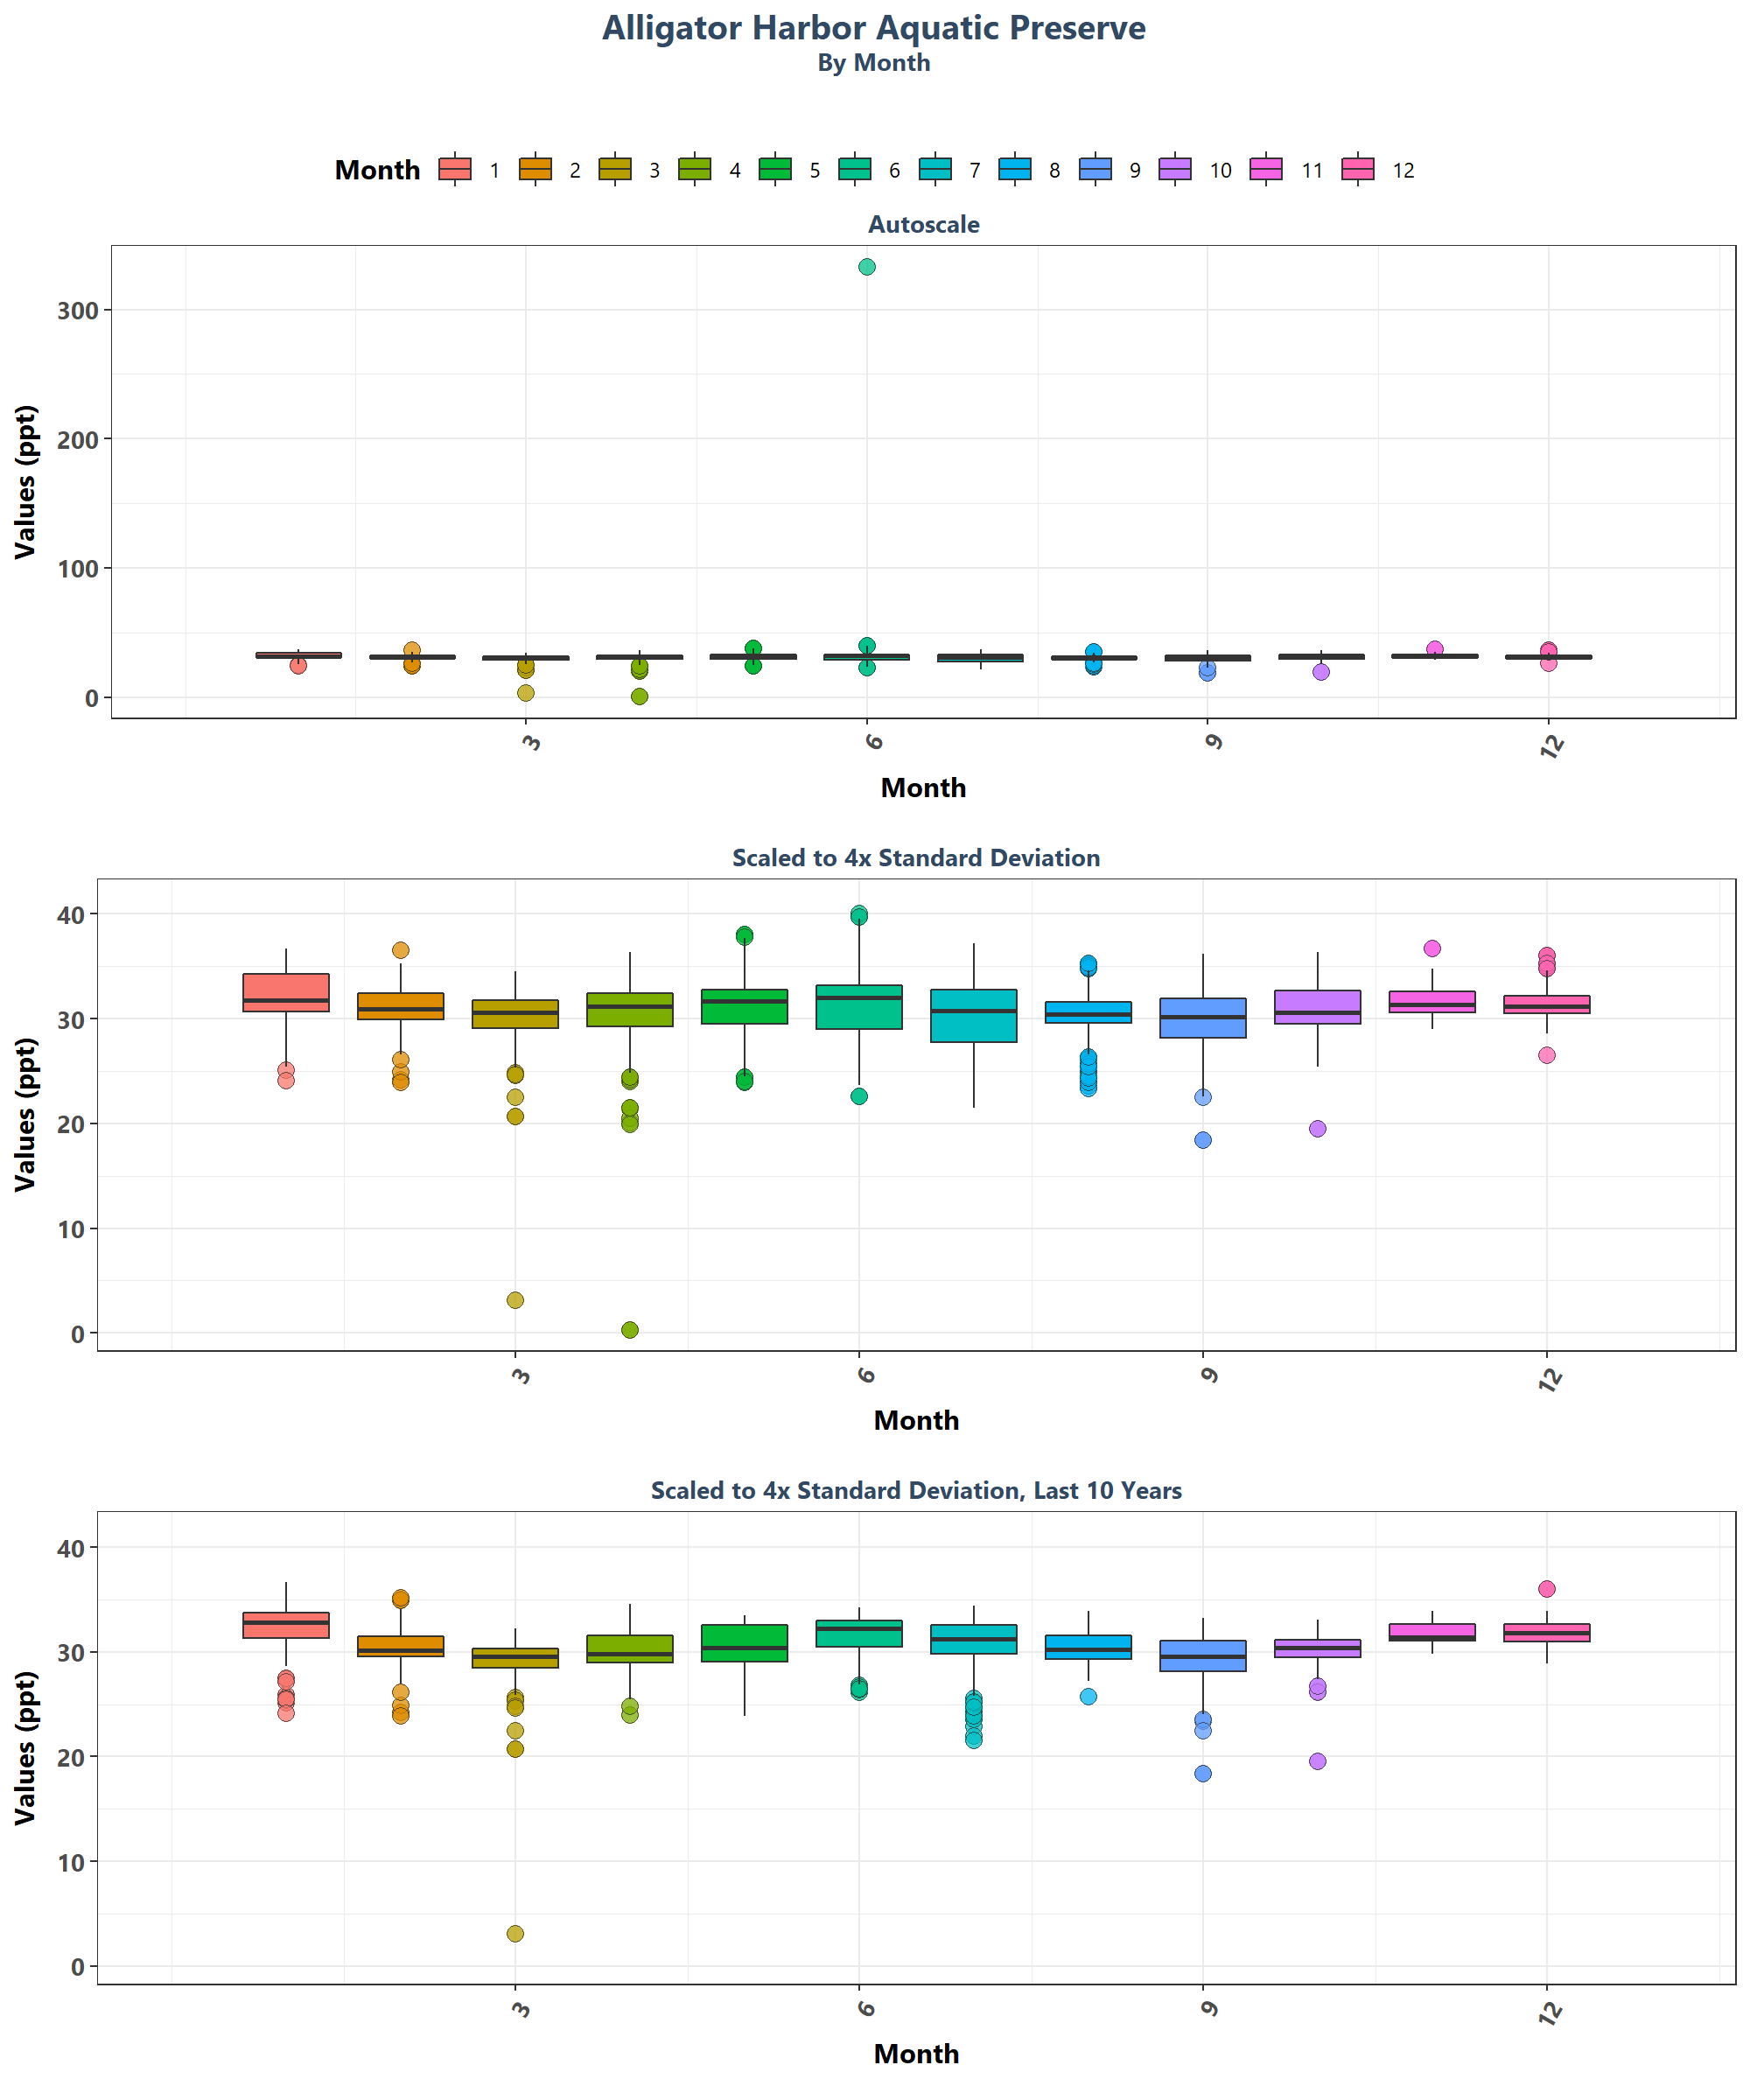 Alligator Harbor Aquatic Preserve
By Month
Month 1 2 3 4 5 6 7 8 9 10 11 12
Autoscale
Values (ppt)
300
200
100
0
3 6 9 12
Month
Scaled to 4x Standard Deviation
Values (ppt)
40
30
20
10
0
3 6 9 12
Month
Scaled to 4x Standard Deviation, Last 10 Years
Values (ppt)
40
30
20
10
0
3 6 9 12
Month